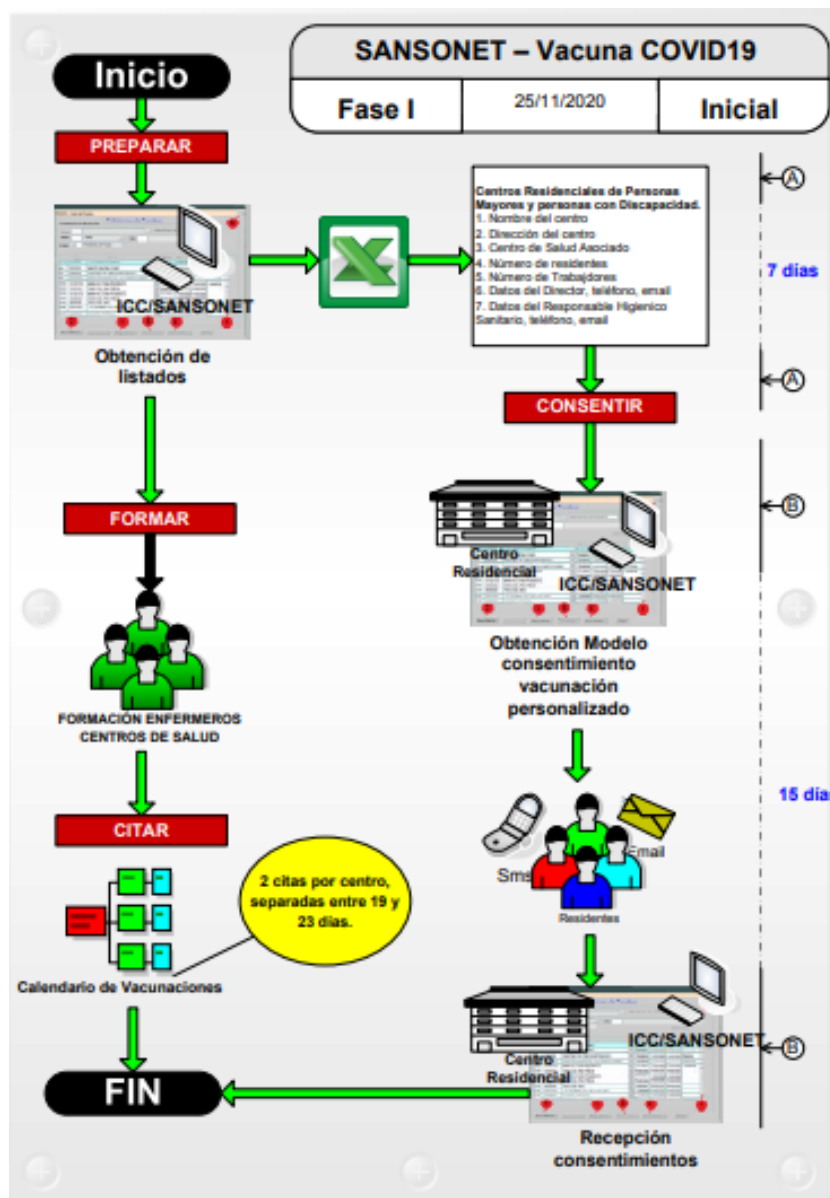 SANSONET – Vacuna COVID19
Fase I
25/11/2020
Inicial
Inicio
PREPARAR
ICC/SANSONET
Obtención de
listados
Centros Residenciales de Personas
Mayores y personas con Discapacidad.
1. Nombre del centro
2. Dirección del centro
3. Centro de Salud Asociado
4. Número de residentes
5. Número de Trabajdores
6. Datos del Director, teléfono, email
7. Datos del Responsable Higienico
Sanitario, teléfono, email
A
7 días
A
CONSENTIR
FORMAR
B
Centro
Residencial
ICC/SANSONET
Obtención Modelo
consentimiento
vacunación
personalizado
FORMACIÓN ENFERMEROS
CENTROS DE SALUD
15 día
CITAR
Sms
Email
Residentes
2 citas por centro,
separadas entre 19 y
23 días.
Calendario de Vacunaciones
Centro
Residencial
ICC/SANSONET
B
FIN
Recepción
consentimientos